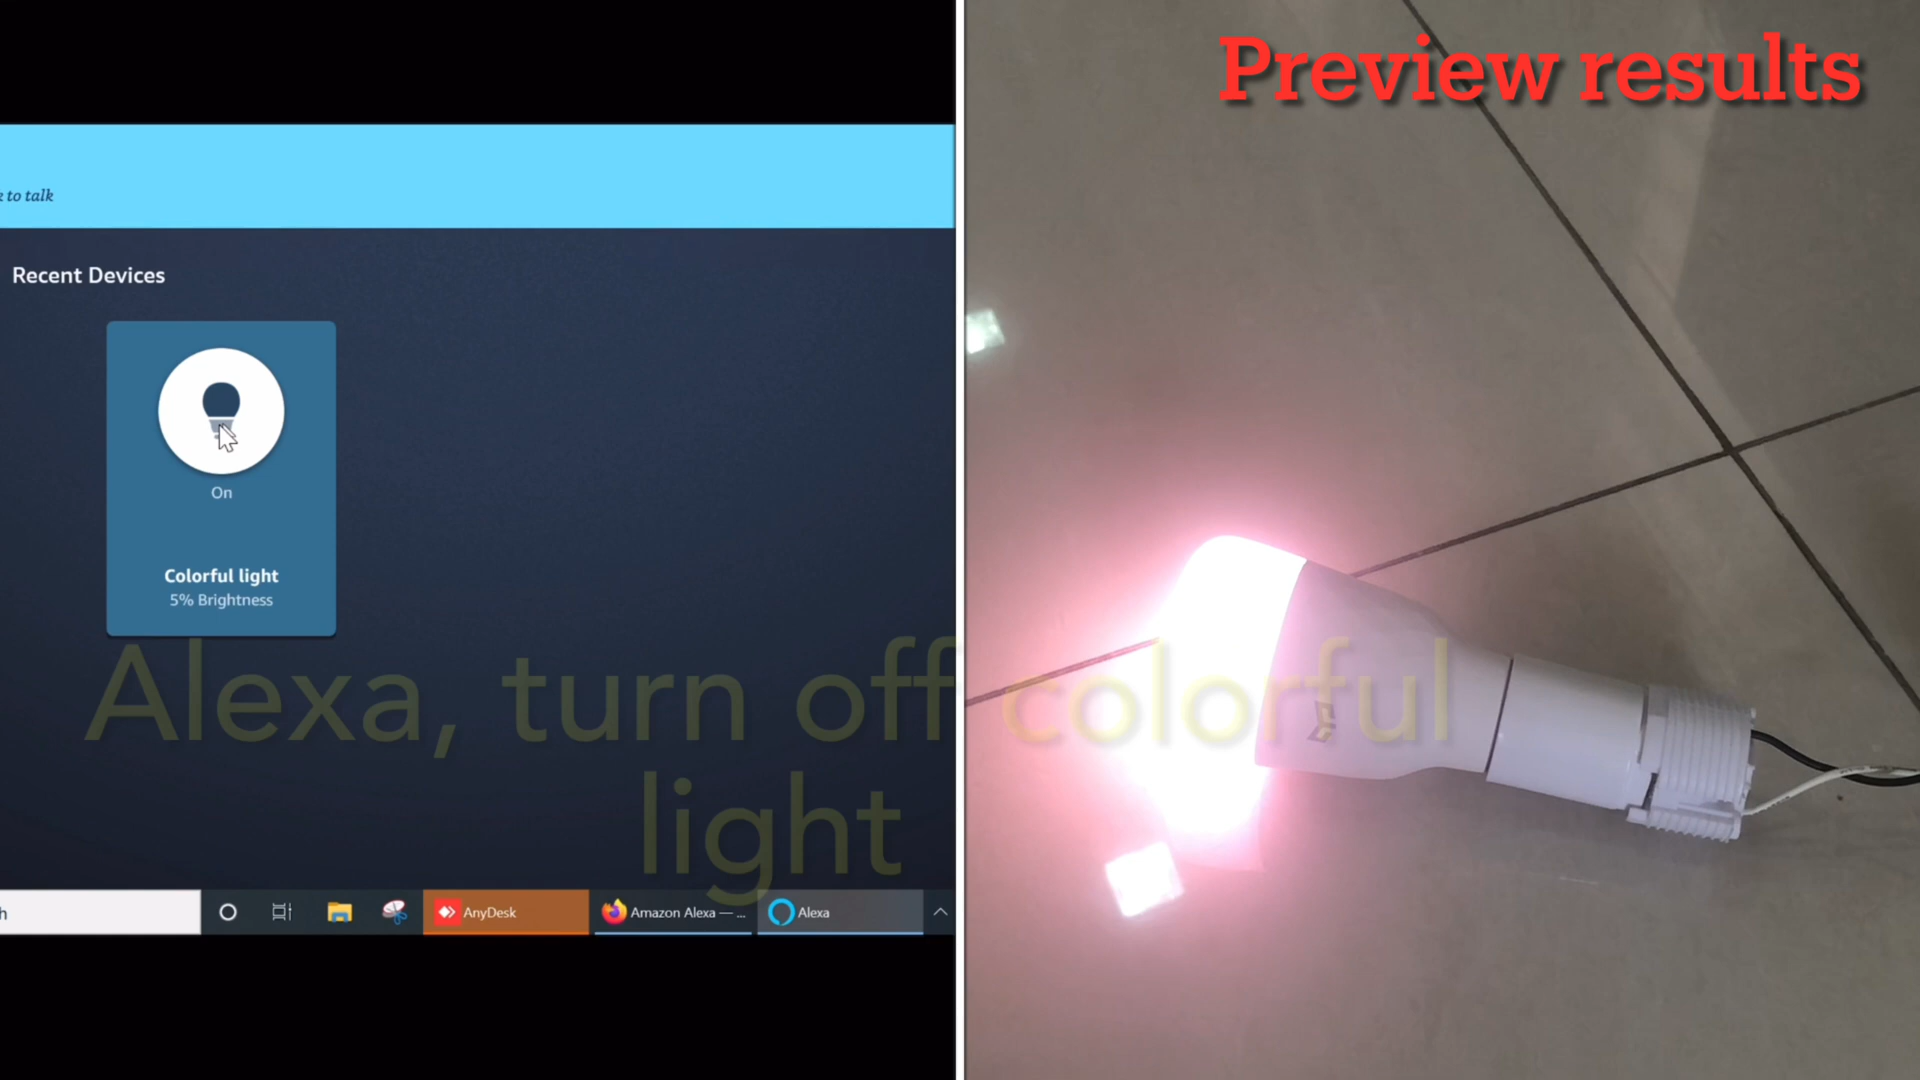 Preview results
to talk
Recent Devices
On
Colorful light
5% Brightness
Alexa, turn off colorful
light
h
AnyDesk
Amazon Alexa — ...
Alexa